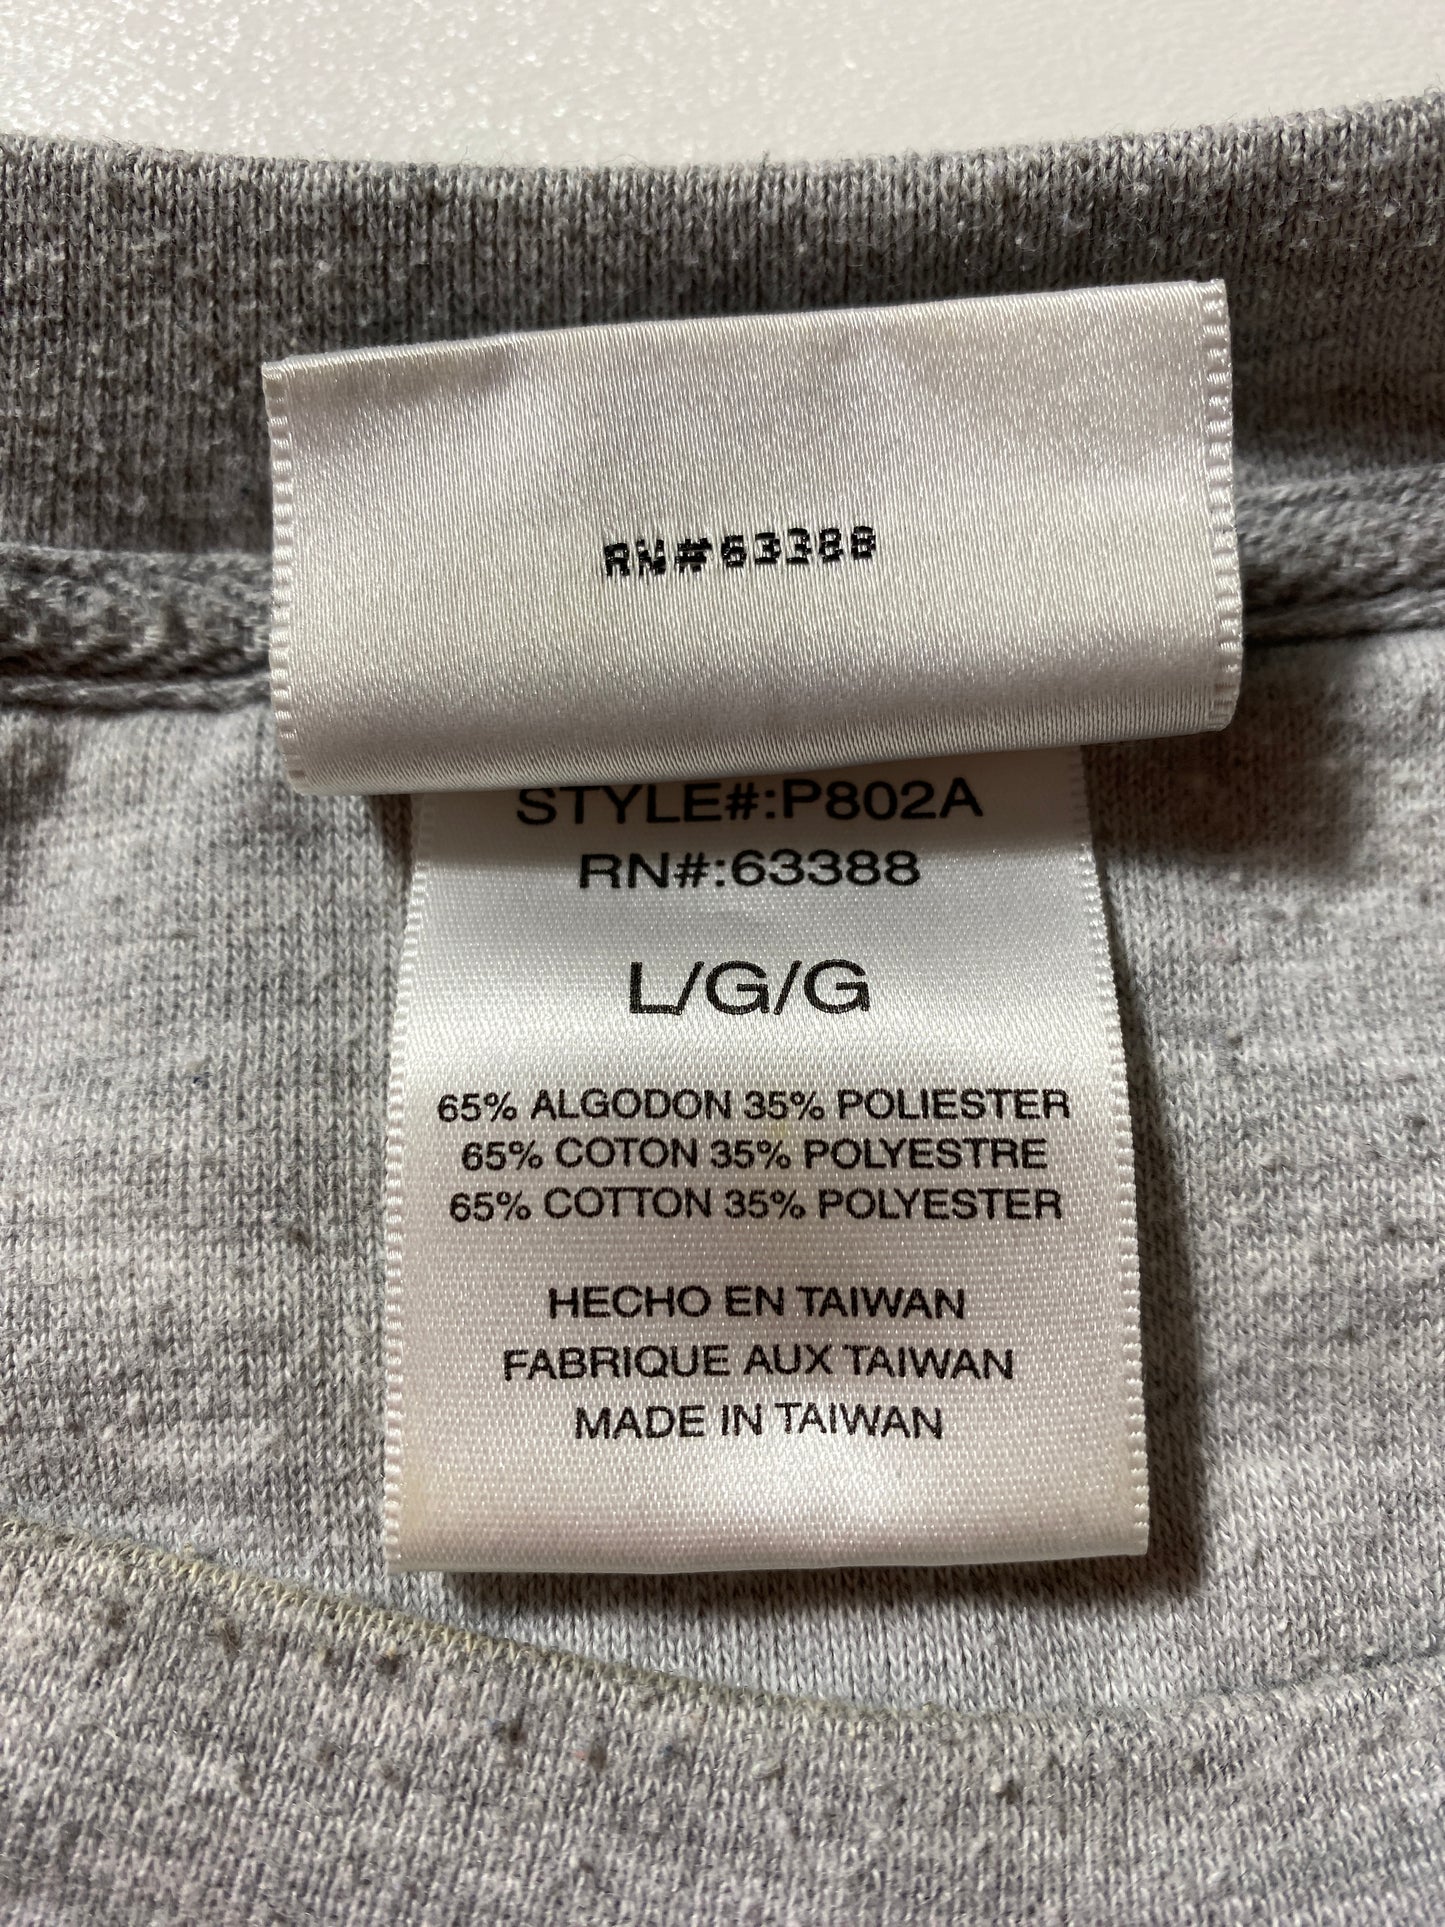 RN#63388
STYLE#:P802A
RN#:63388
L/G/G
65% ALGODON 35% POLIESTER
65% COTON 35% POLYESTRE
65% COTTON 35% POLYESTER
HECHO EN TAIWAN
FABRIQUE AUX TAIWAN
MADE IN TAIWAN